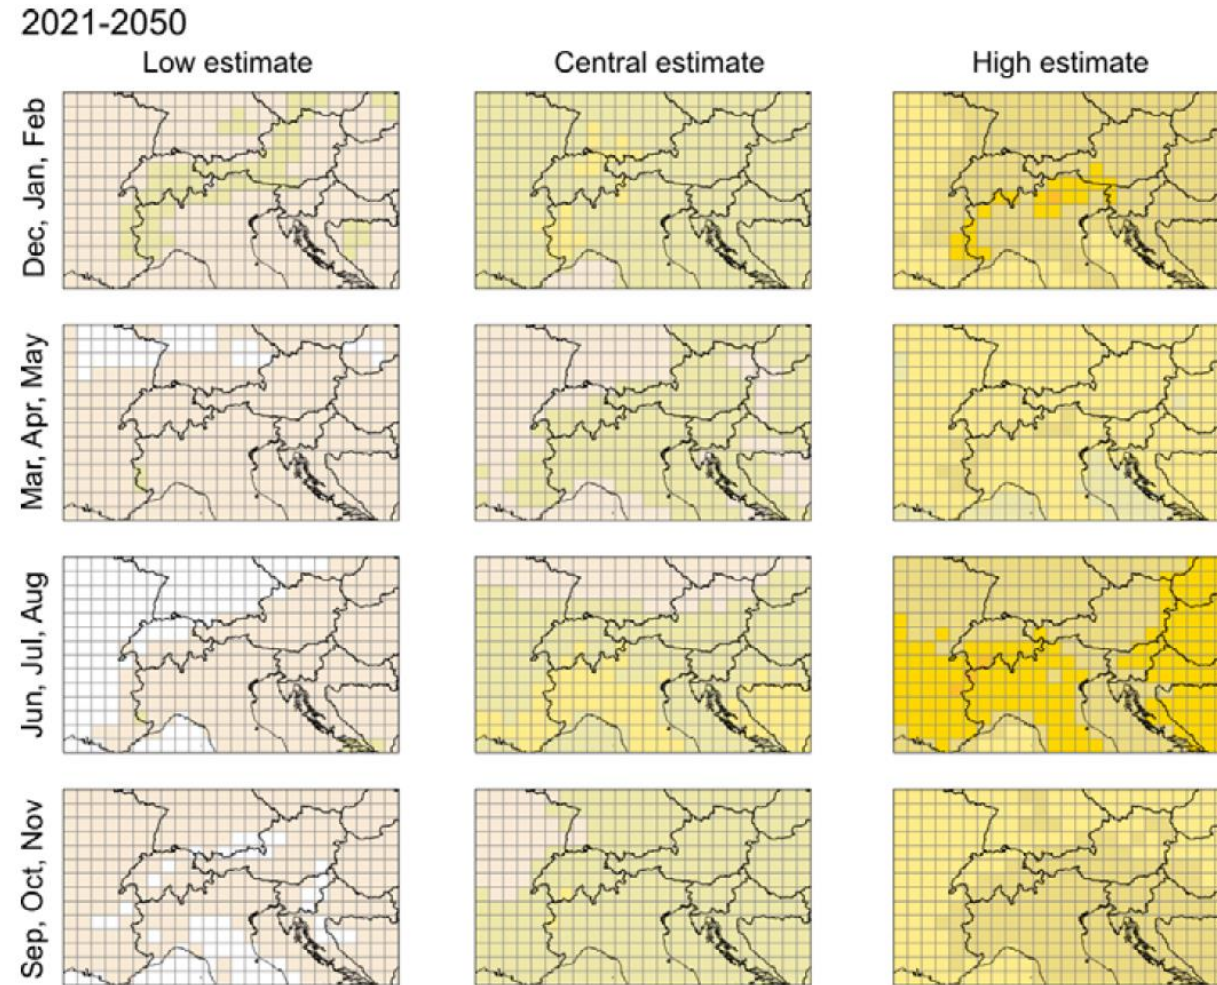 2021-2050
Low estimate
Central estimate
High estimate
Dec, Jan, Feb
Mar, Apr, May
Jun, Jul, Aug
Sep, Oct, Nov